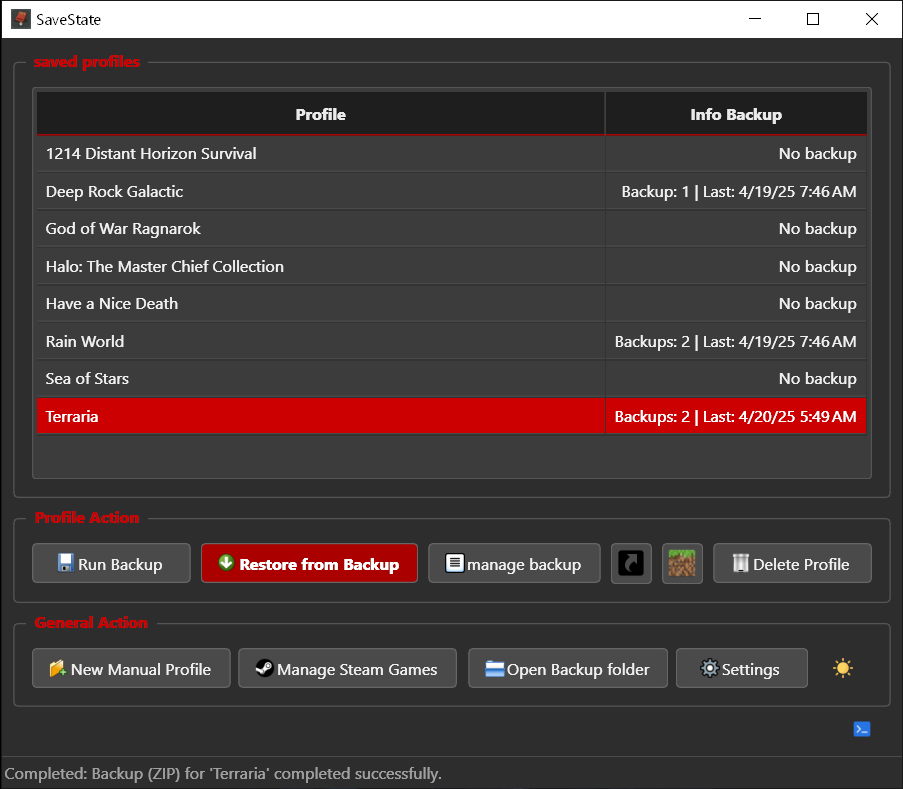 SaveState
saved profiles
Profile Info Backup
1214 Distant Horizon Survival No backup
Deep Rock Galactic Backup: 1 | Last: 4/19/25 7:46 AM
God of War Ragnarok No backup
Halo: The Master Chief Collection No backup
Have a Nice Death No backup
Rain World Backups: 2 | Last: 4/19/25 7:46 AM
Sea of Stars No backup
Terraria Backups: 2 | Last: 4/20/25 5:49 AM
Profile Action
Run Backup Restore from Backup manage backup Delete Profile
General Action
New Manual Profile Manage Steam Games Open Backup folder Settings
Completed: Backup (ZIP) for 'Terraria' completed successfully.